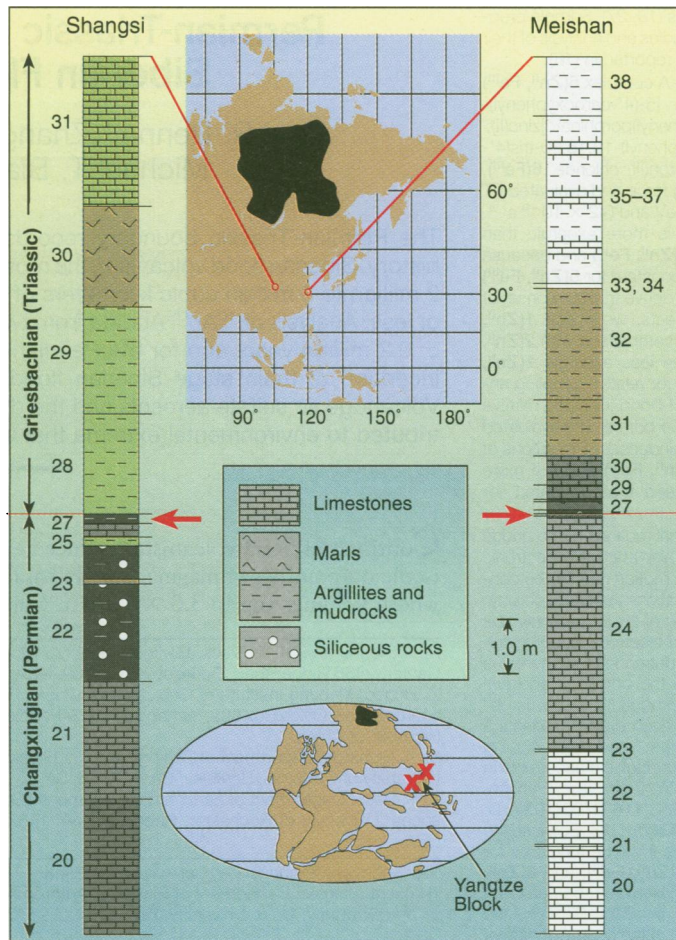 Shangsi
Meishan
Griesbachian (Triassic)
Changxingian (Permian)
31
30
29
28
27
25
23
22
21
20
60°
30°
0°
90°
120°
150°
180°
Limestones
Marls
Argillites and
mudrocks
Siliceous rocks
1.0 m
Yangtze
Block
38
35–37
33, 34
32
31
30
29
27
24
23
22
21
20